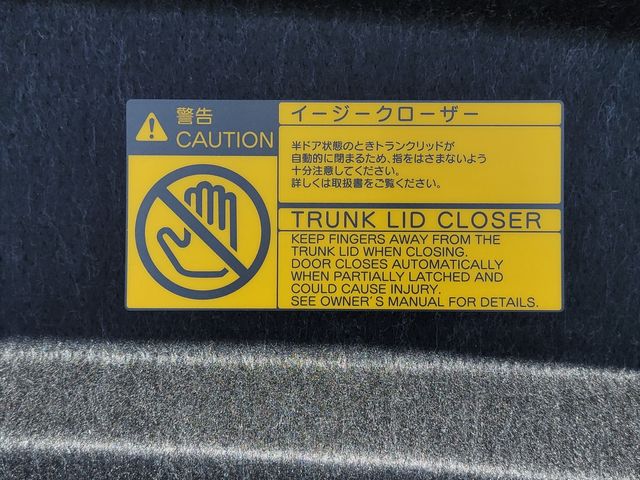 警告
CAUTION
イージークローザー
半ドア状態のときトランクリッドが
自動的に閉まるため、指をはさまないよう
十分注意してください。
詳しくは取扱書をご覧ください。
TRUNK LID CLOSER
KEEP FINGERS AWAY FROM THE
TRUNK LID WHEN CLOSING.
DOOR CLOSES AUTOMATICALLY
WHEN PARTIALLY LATCHED AND
COULD CAUSE INJURY.
SEE OWNER'S MANUAL FOR DETAILS.